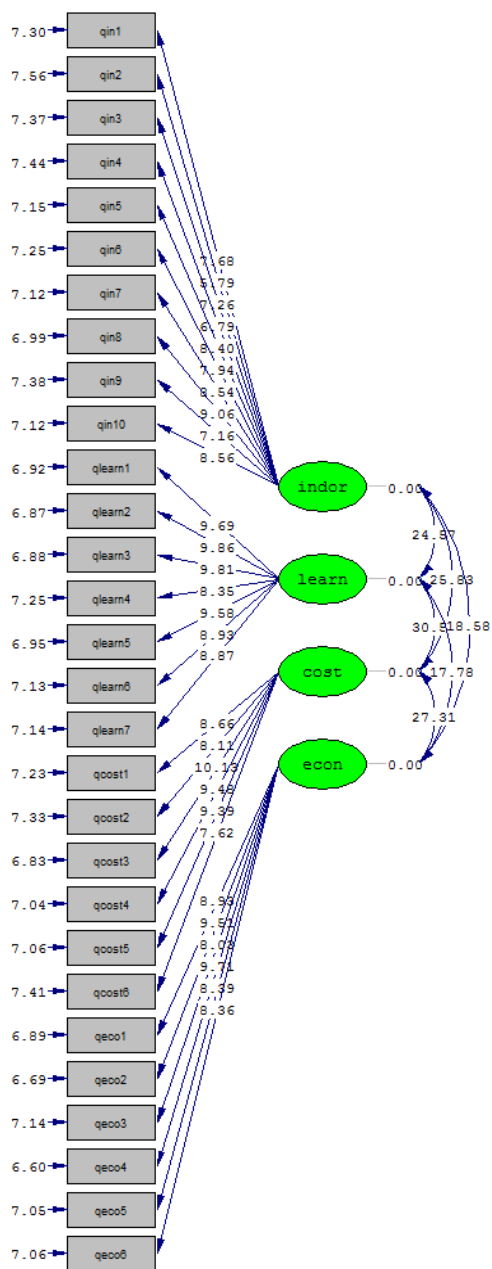 7.30 qin1
7.56 qin2
7.37 qin3
7.44 qin4
7.15 qin5
7.25 qin6
7.12 qin7
6.99 qin8
7.38 qin9
7.12 qin10
6.92 qlearn1
6.87 qlearn2
6.88 qlearn3
7.25 qlearn4
6.95 qlearn5
7.13 qlearn6
7.14 qlearn7
7.23 qcost1
7.33 qcost2
6.83 qcost3
7.04 qcost4
7.06 qcost5
7.41 qcost6
6.89 qeco1
6.69 qeco2
7.14 qeco3
6.60 qeco4
7.05 qeco5
7.06 qeco6
7.68
5.79
7.26
6.79
8.40
7.94
8.54
9.06
7.16
8.56
9.69
9.86
9.81
8.35
9.58
8.93
8.87
8.66
8.11
10.13
9.48
9.39
7.62
8.93
9.51
8.03
9.71
8.39
8.36
indor 0.00
learn 0.00
cost 0.00
econ 0.00
24.57
25.83
18.58
17.78
27.31